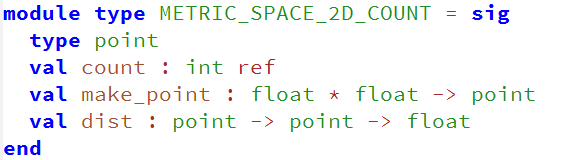 module type METRIC_SPACE_2D_COUNT = sig
  type point
  val count : int ref
  val make_point : float * float -> point
  val dist : point -> point -> float
end